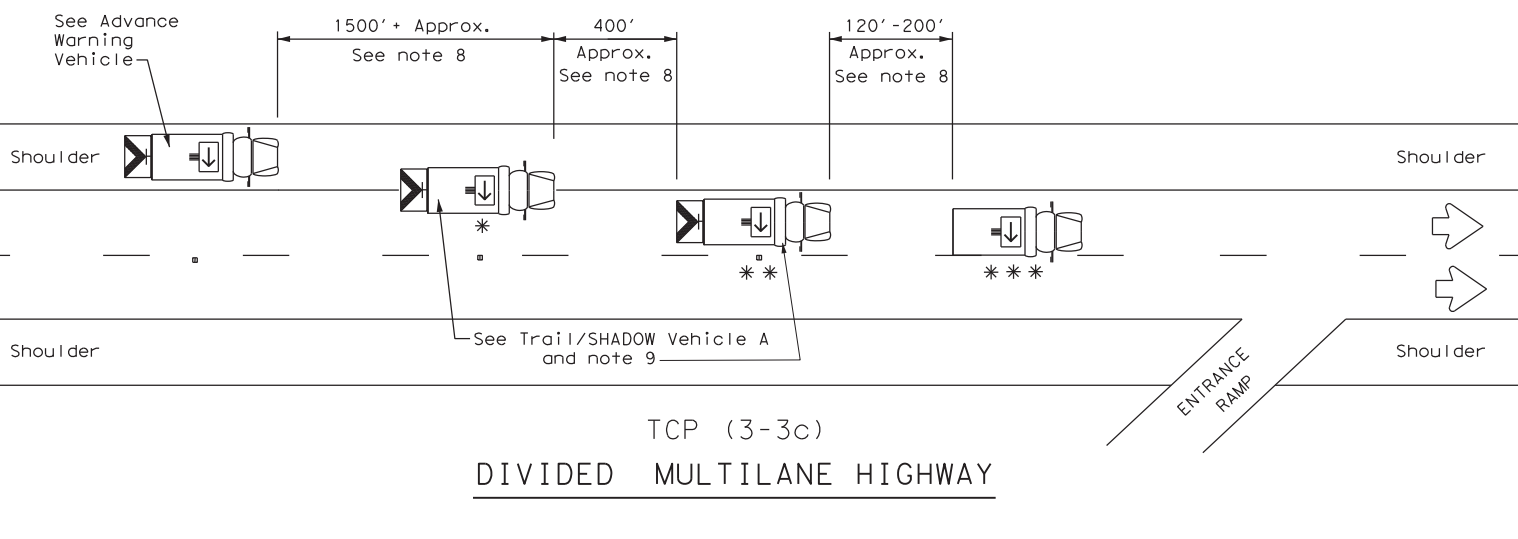 See Advance
Warning
Vehicle
1500'+ Approx.
See note 8
400'
Approx.
See note 8
120'-200'
Approx.
See note 8
Shoulder
Shoulder
*
* *
* * *
See Trail/SHADOW Vehicle A
and note 9
Shoulder
Shoulder
ENTRANCE
RAMP
TCP (3-3c)
DIVIDED MULTILANE HIGHWAY